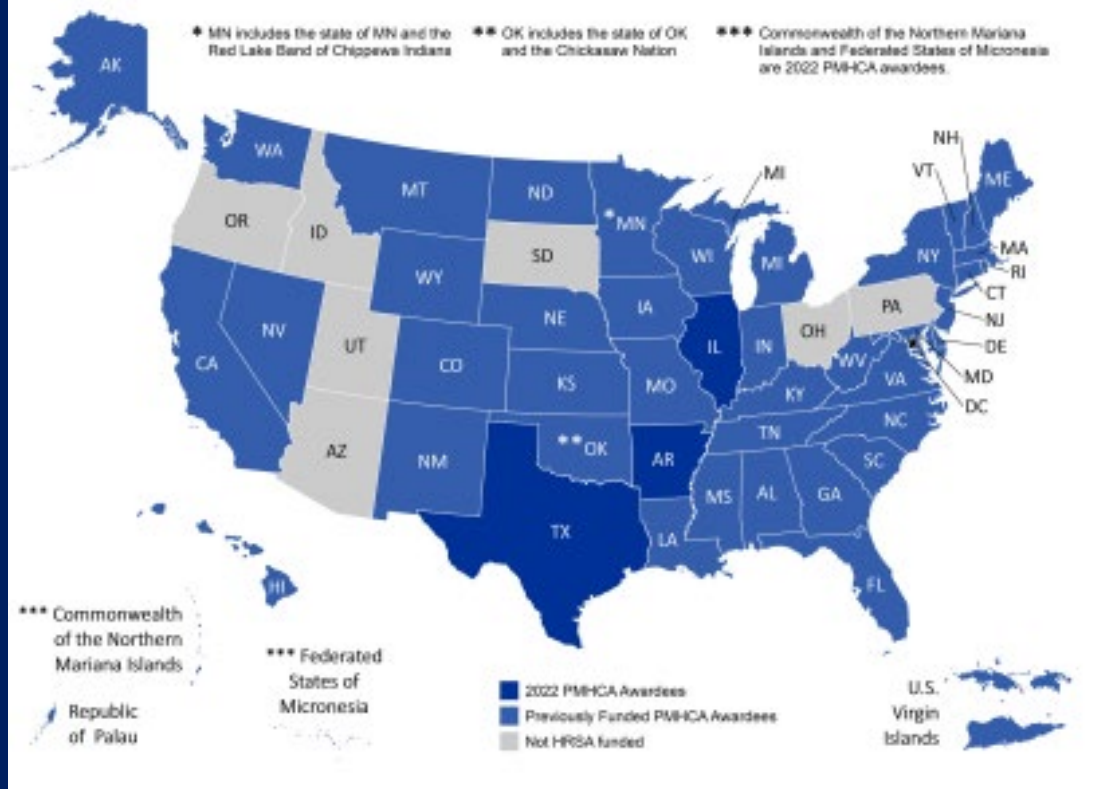 * MN includes the state of MN and the
Red Lake Band of Chippewa Indians
** OK includes the state of OK
and the Chickasaw Nation
*** Commonwealth of the Northern Mariana
Islands and Federated States of Micronesia
are 2022 PMHCA awardees.
AK
WA
MT
ND
*MN
MI
NH
VT
ME
OR
ID
SD
WI
MI
NY
MA
RI
CT
WY
NE
IA
PA
NJ
NV
UT
CO
IL
IN
OH
DE
CA
KS
MO
WV
VA
MD
KY
DC
AZ
NM
**OK
AR
TN
NC
SC
TX
MS
AL
GA
LA
FL
HI
*** Commonwealth
of the Northern
Mariana Islands
*** Federated
States of
Micronesia
Republic
of Palau
2022 PMHCA Awardees
Previously Funded PMHCA Awardees
Not HRSA funded
U.S.
Virgin
Islands